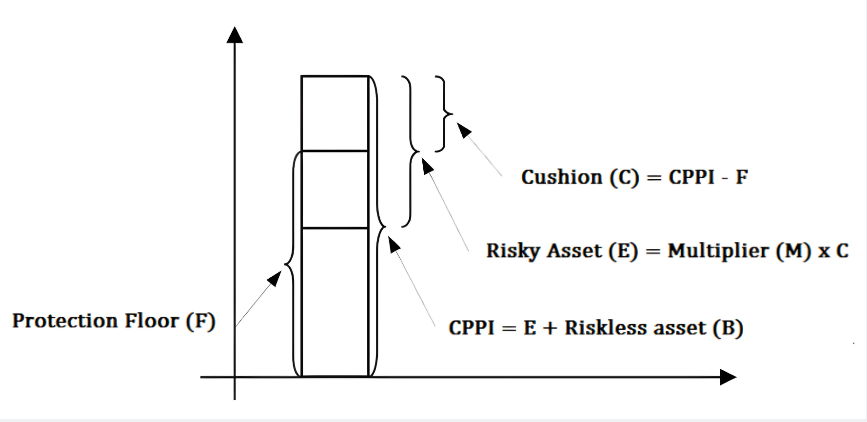 Cushion (C) = CPPI - F
Risky Asset (E) = Multiplier (M) x C
Protection Floor (F)
CPPI = E + Riskless asset (B)